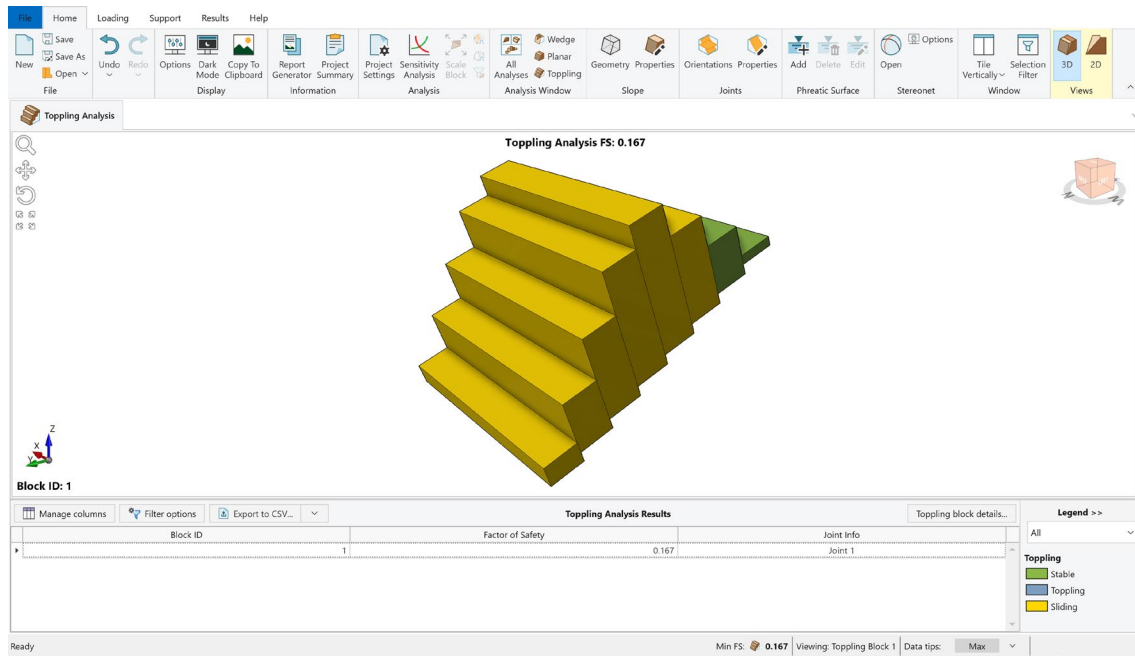 File Home Loading Support Results Help
New Save Save As Open Undo Redo Options Dark Mode Copy To Clipboard Report Generator Project Summary Project Settings Sensitivity Analysis Scale Block All Analyses Wedge Planar Toppling Geometry Properties Orientations Properties Add Delete Edit Open Options Tile Vertically Selection Filter 3D 2D
File Display Information Analysis Analysis Window Slope Joints Phreatic Surface Stereonet Window Views
Toppling Analysis
Toppling Analysis FS: 0.167
Z
X
Y
Block ID: 1
Manage columns Filter options Export to CSV... Toppling Analysis Results Toppling block details... Legend >>
Block ID Factor of Safety Joint Info All
1 0.167 Joint 1
Toppling
Stable
Toppling
Sliding
Ready Min FS: 0.167 Viewing: Toppling Block 1 Data tips: Max